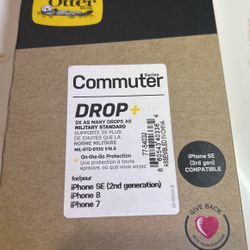 OtterBOX
Commuter Series
DROP+
3X AS MANY DROPS AS
MILITARY STANDARD
SUPPORTE 3X PLUS
DE CHUTES QUE LA
NORME MILITAIRE
MIL-STD-810G 516.6
+ On-the-Go Protection
Une protection à toute
épreuve, où que vous soyez
for/pour
iPhone SE (2nd generation)
iPhone 8
iPhone 7
77-54032
iPhone SE
(3rd gen)
COMPATIBLE
GIVE BACK